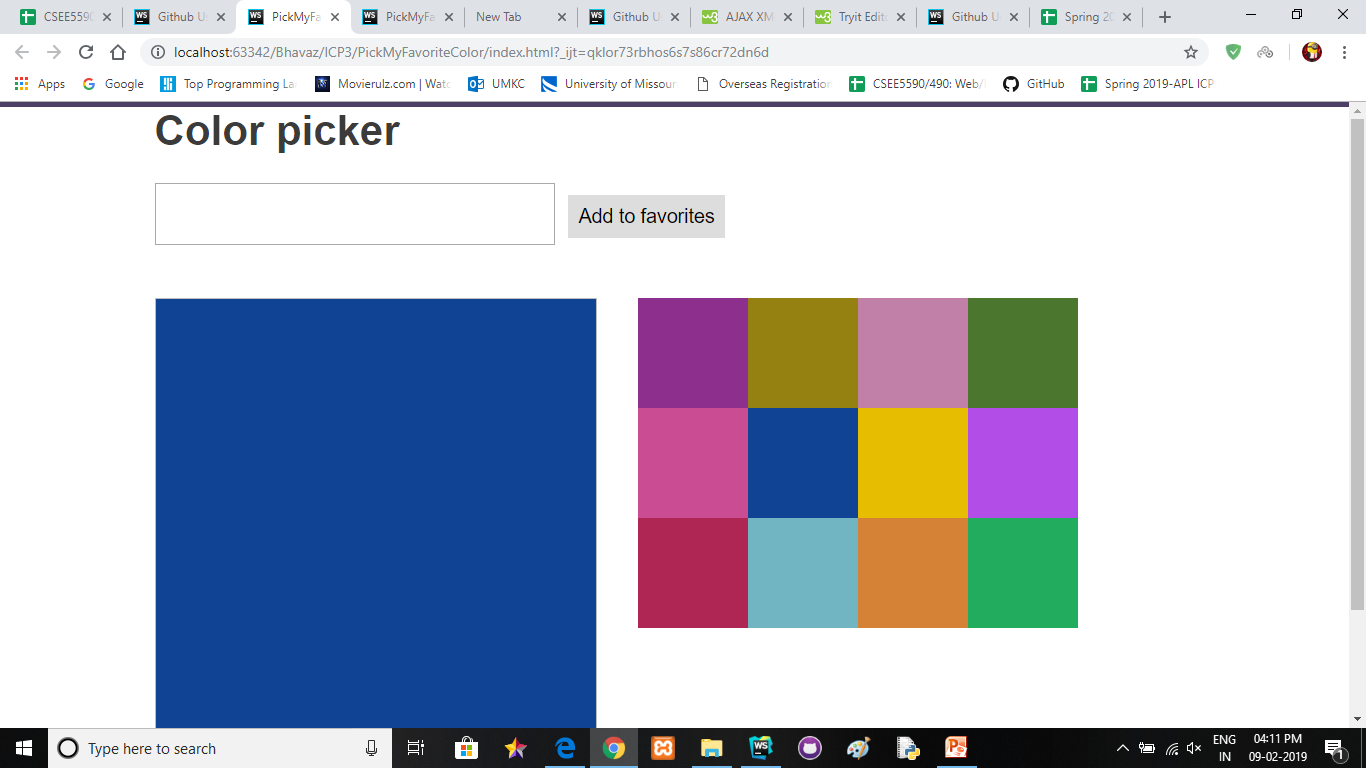 CSEE5590 Github U PickMyFa PickMyFa New Tab Github U AJAX XM Tryit Edit Github U Spring 20
localhost:63342/Bhavaz/ICP3/PickMyFavoriteColor/index.html?_ijt=qklor73rbhos6s7s86cr72dn6d
Apps Google Top Programming La Movierulz.com | Watc UMKC University of Missour Overseas Registration CSEE5590/490: Web/ GitHub Spring 2019-APL ICP
Color picker
Add to favorites
Type here to search
ENG 04:11 PM
IN 09-02-2019
1